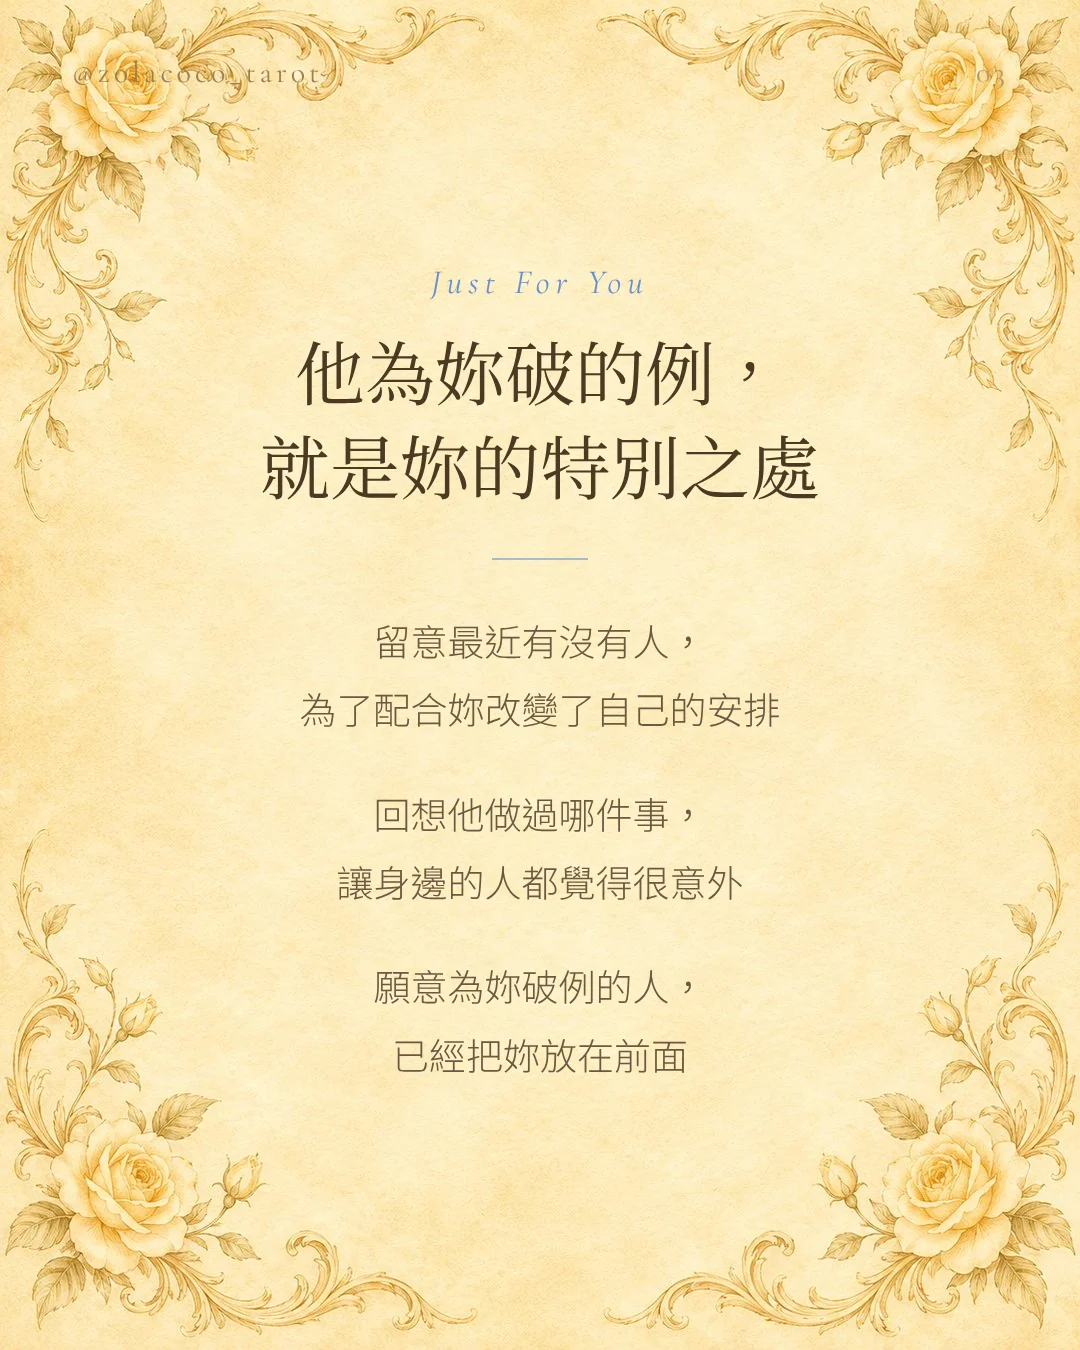 @zolacoco_tarot
03
Just For You
他為妳破的例，
就是妳的特別之處
留意最近有沒有人，
為了配合妳改變了自己的安排
回想他做過哪件事，
讓身邊的人都覺得很意外
願意為妳破例的人，
已經把妳放在前面